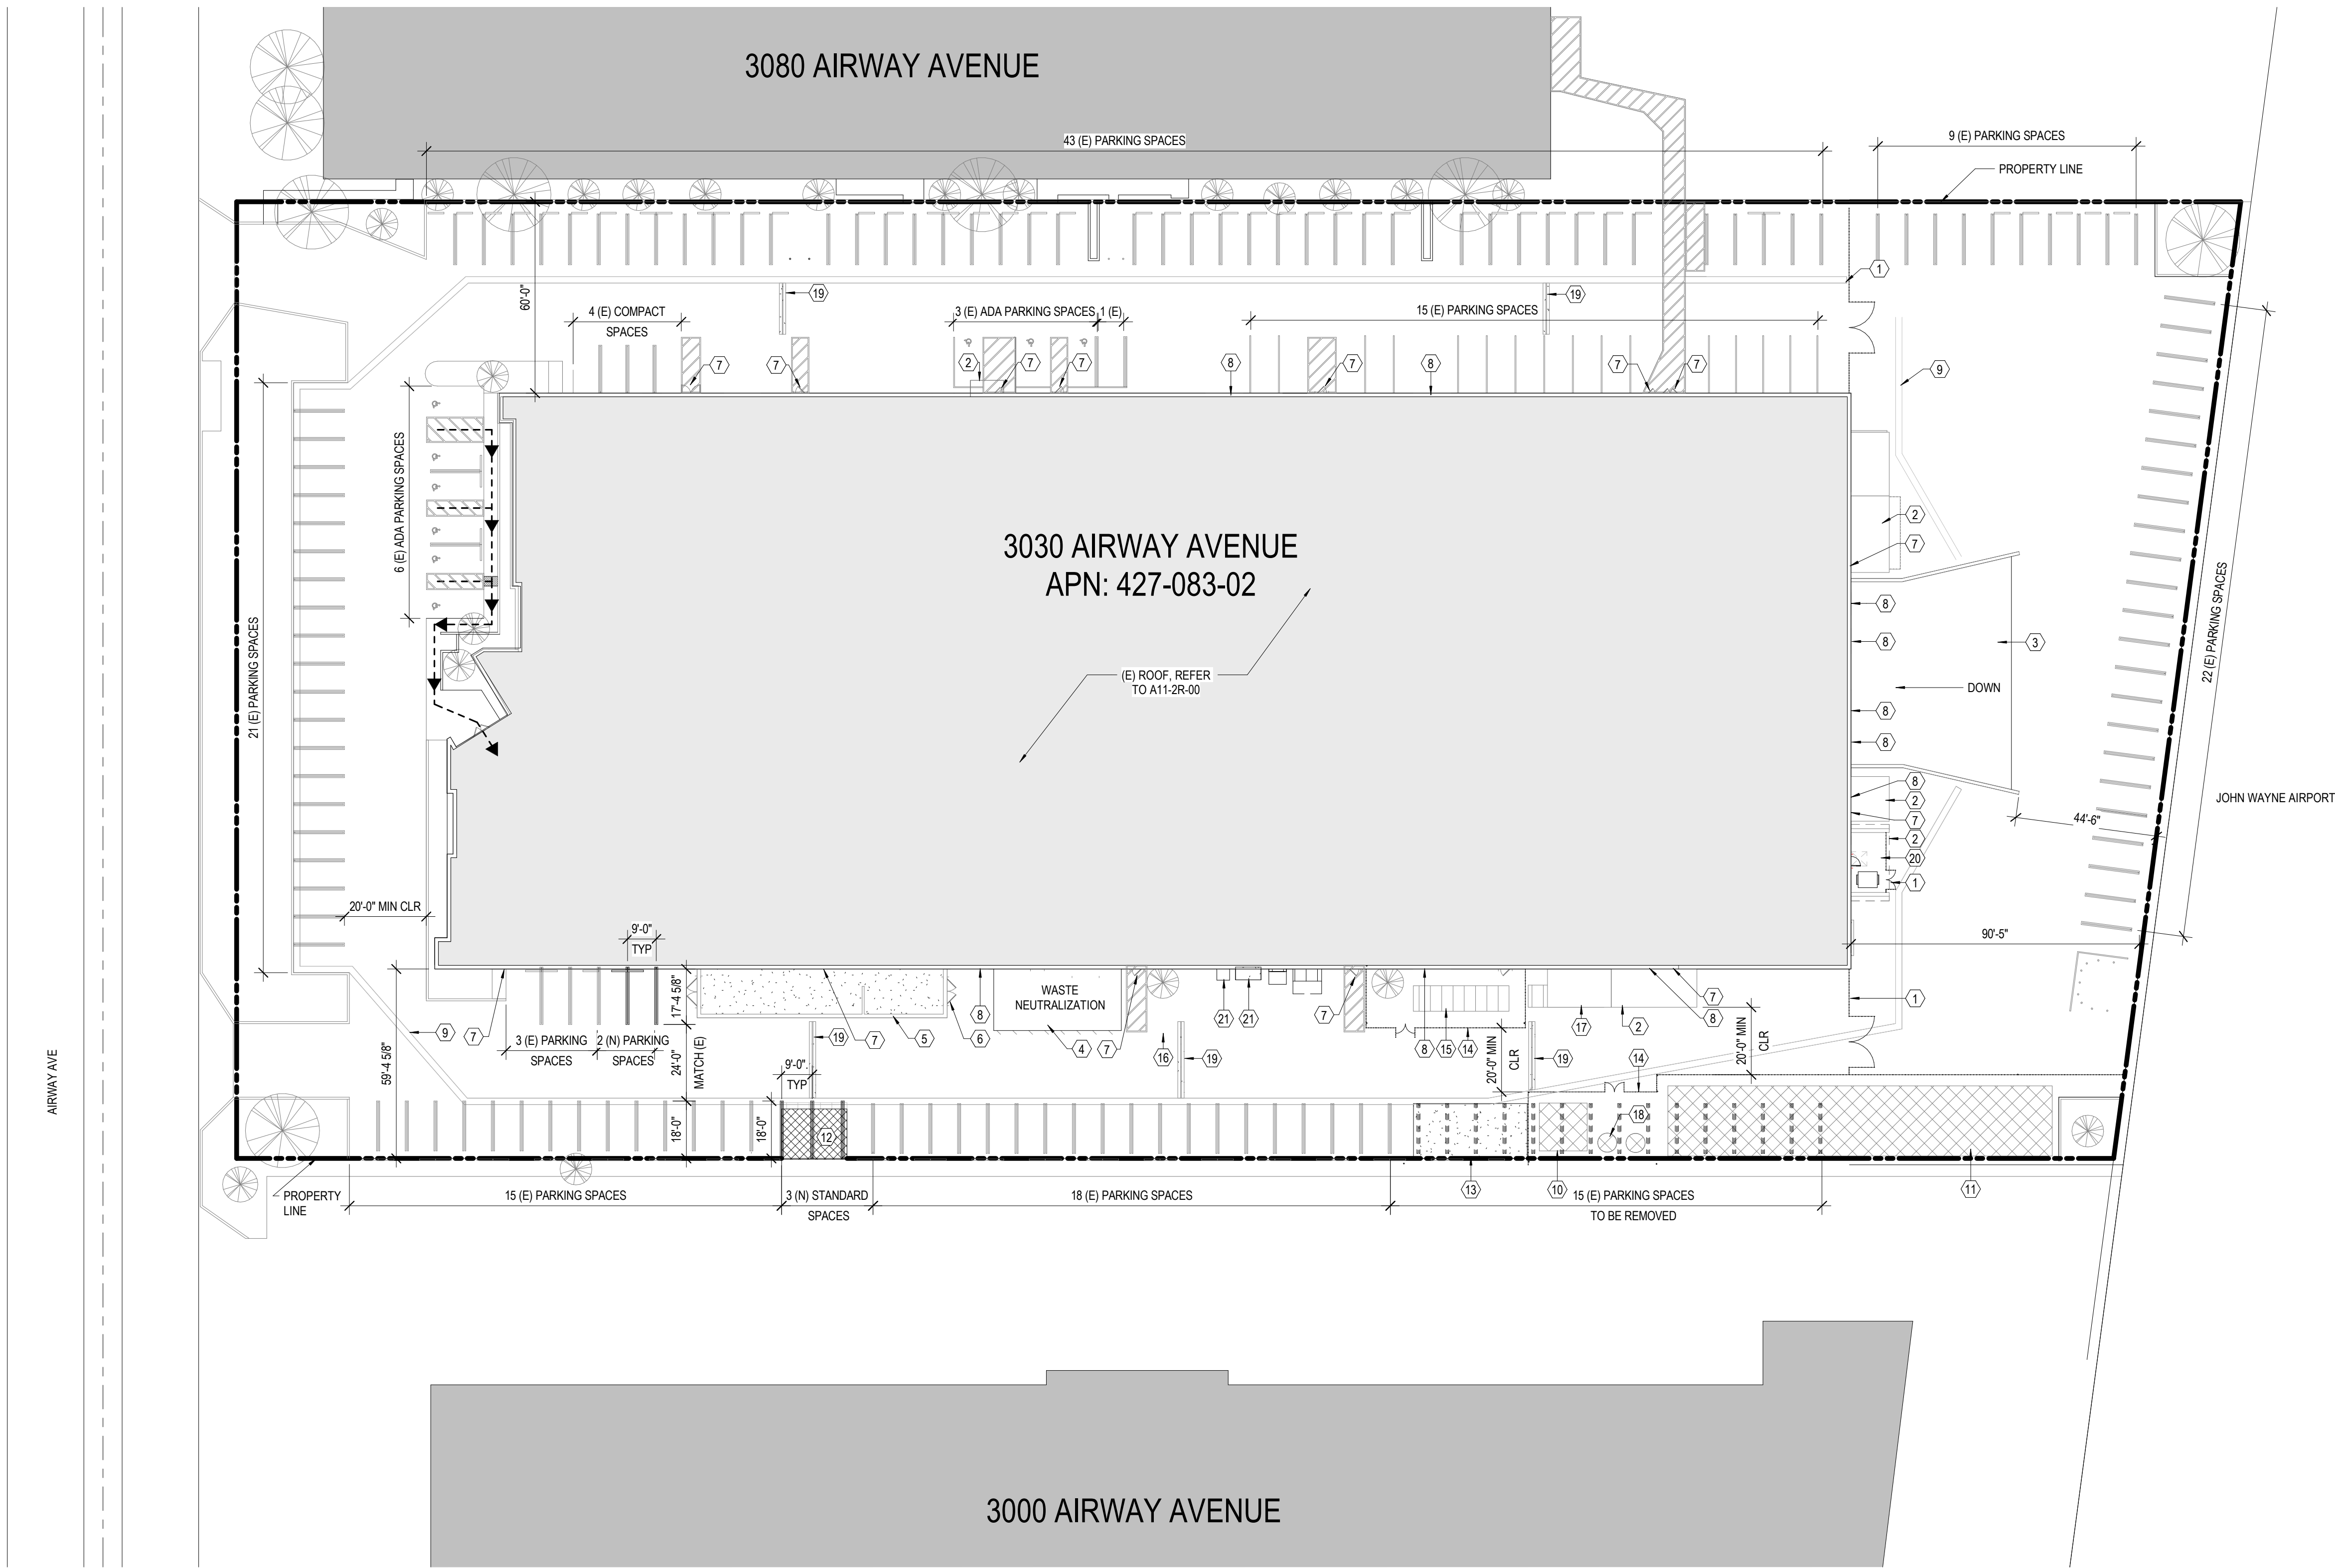 3080 AIRWAY AVENUE
43 (E) PARKING SPACES
9 (E) PARKING SPACES
PROPERTY LINE
1
60'-0"
19
19
4 (E) COMPACT
SPACES
3 (E) ADA PARKING SPACES
1 (E)
15 (E) PARKING SPACES
7
7
2
7
7
8
7
8
7
7
9
6 (E) ADA PARKING SPACES
21 (E) PARKING SPACES
3030 AIRWAY AVENUE
APN: 427-083-02
2
7
8
8
3
22 (E) PARKING SPACES
(E) ROOF, REFER
TO A11-2R-00
DOWN
8
8
8
2
7
2
20
1
JOHN WAYNE AIRPORT
44'-6"
20'-0" MIN CLR
9'-0"
TYP
90'-5"
WASTE
NEUTRALIZATION
17'-4 5/8"
9
7
3 (E) PARKING
SPACES
2 (N) PARKING
SPACES
24'-0"
MATCH (E)
19
7
5
6
8
4
7
16
19
21
21
7
8
15
14
20'-0" MIN
CLR
19
17
2
8
7
14
20'-0" MIN
CLR
1
59'-4 5/8"
9'-0"
TYP
AIRWAY AVE
18'-0"
18'-0"
12
18
PROPERTY
LINE
15 (E) PARKING SPACES
3 (N) STANDARD
SPACES
18 (E) PARKING SPACES
13
10
15 (E) PARKING SPACES
TO BE REMOVED
11
3000 AIRWAY AVENUE